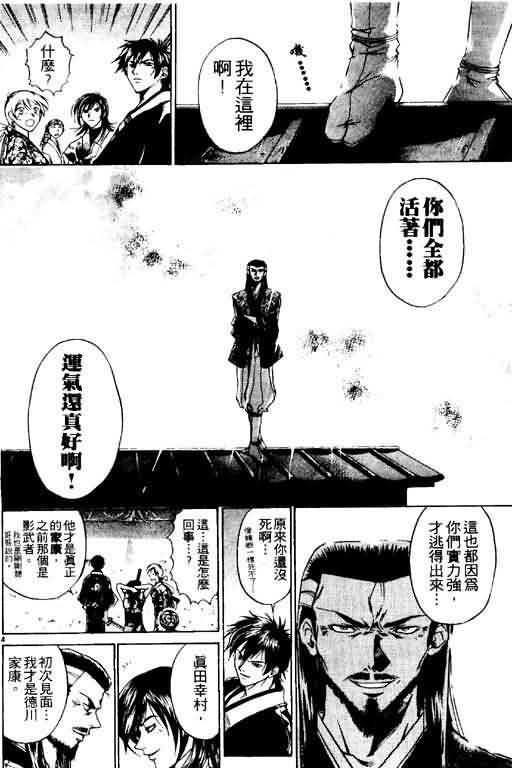 哦……
我在這裡
啊！
什麼？
你們全都
活著……
運氣還真好啊！
這也都因為
你們實力強，
才逃得出來…
原來你還沒
死啊…
這…這是怎麼
回事…？
他才是真正
的家康，
之前那個是
影武者。
真田幸村，
初次見面…
我才是德川
家康。
4